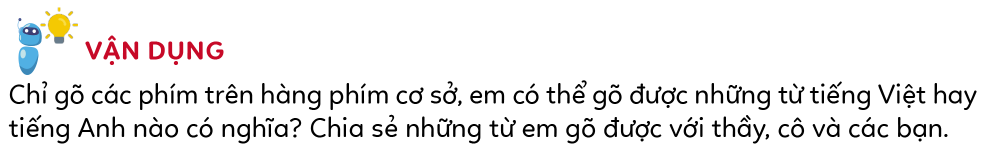 VẬN DỤNG
Chỉ gõ các phím trên hàng phím cơ sở, em có thể gõ được những từ tiếng Việt hay
tiếng Anh nào có nghĩa? Chia sẻ những từ em gõ được với thầy, cô và các bạn.